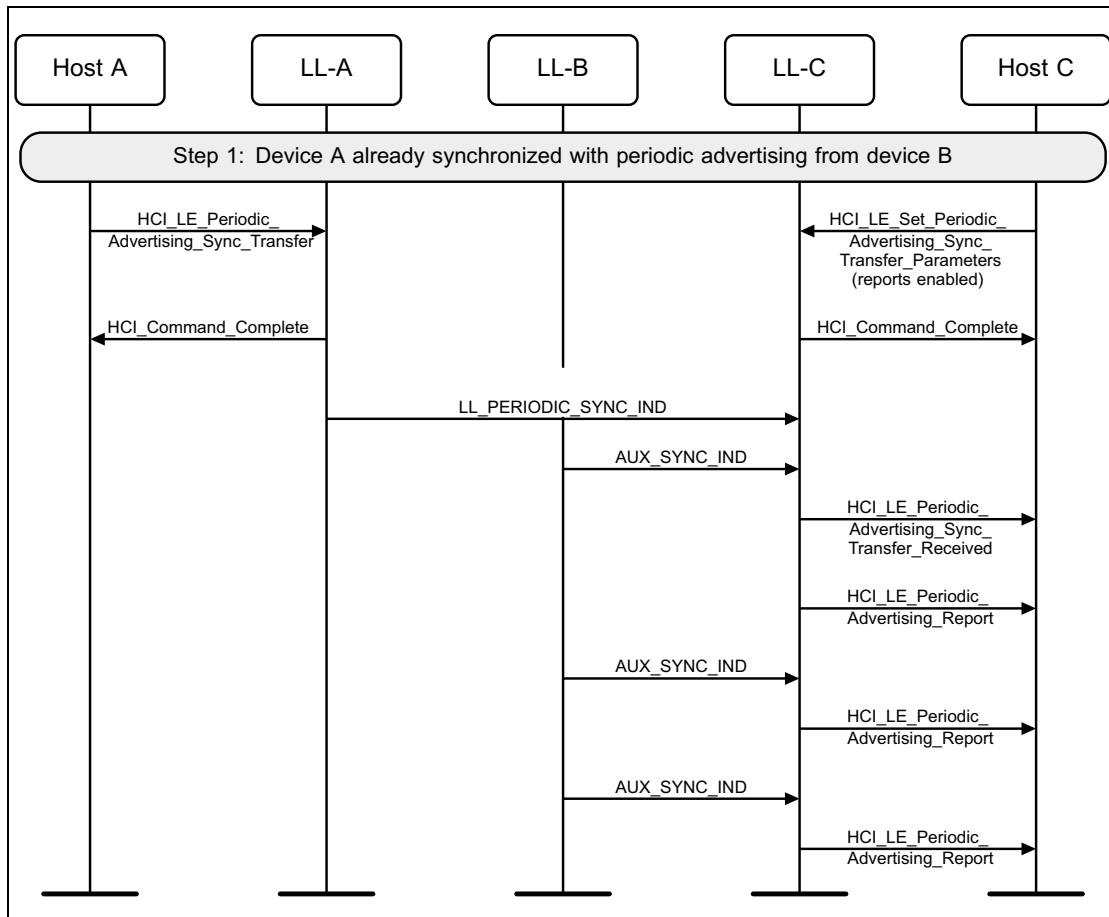 Host A
LL-A
LL-B
LL-C
Host C
Step 1: Device A already synchronized with periodic advertising from device B
HCI_LE_Periodic_
Advertising_Sync_Transfer
HCI_LE_Set_Periodic_
Advertising_Sync_
Transfer_Parameters
(reports enabled)
HCI_Command_Complete
HCI_Command_Complete
LL_PERIODIC_SYNC_IND
AUX_SYNC_IND
HCI_LE_Periodic_
Advertising_Sync_
Transfer_Received
HCI_LE_Periodic_
Advertising_Report
AUX_SYNC_IND
HCI_LE_Periodic_
Advertising_Report
AUX_SYNC_IND
HCI_LE_Periodic_
Advertising_Report